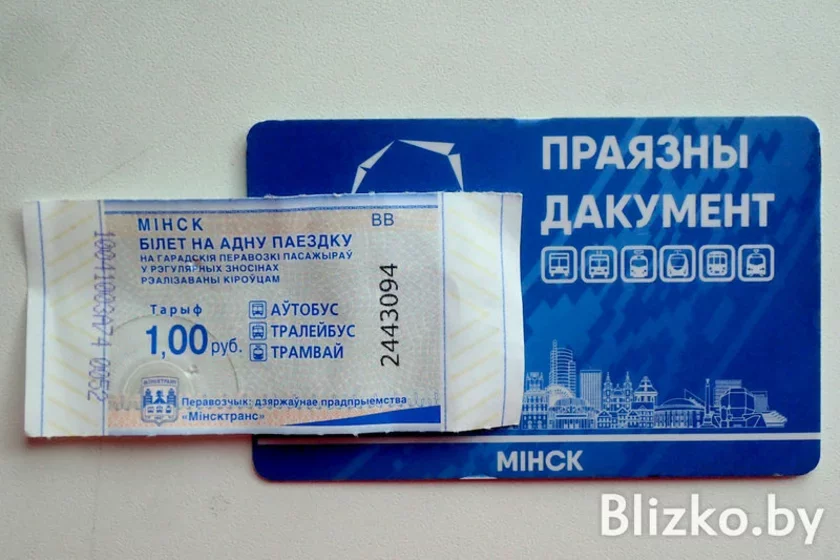 ПРАЯЗНЫ
ДАКУМЕНТ
МІНСК
МІНСК
ВВ
БІЛЕТ НА АДНУ ПАЕЗДКУ
НА ГАРАДСКІЯ ПЕРАВОЗКІ ПАСАЖЫРАЎ
У РЭГУЛЯРНЫХ ЗНОСІНАХ
РЭАЛІЗАВАНЫ КІРОЎЦАМ
Тарыф
1,00 руб.
АЎТОБУС
ТРАЛЕЙБУС
ТРАМВАЙ
2443094
Перавозчык: дзяржаўнае прадпрыемства
«Мінсктранс»
Blizko.by